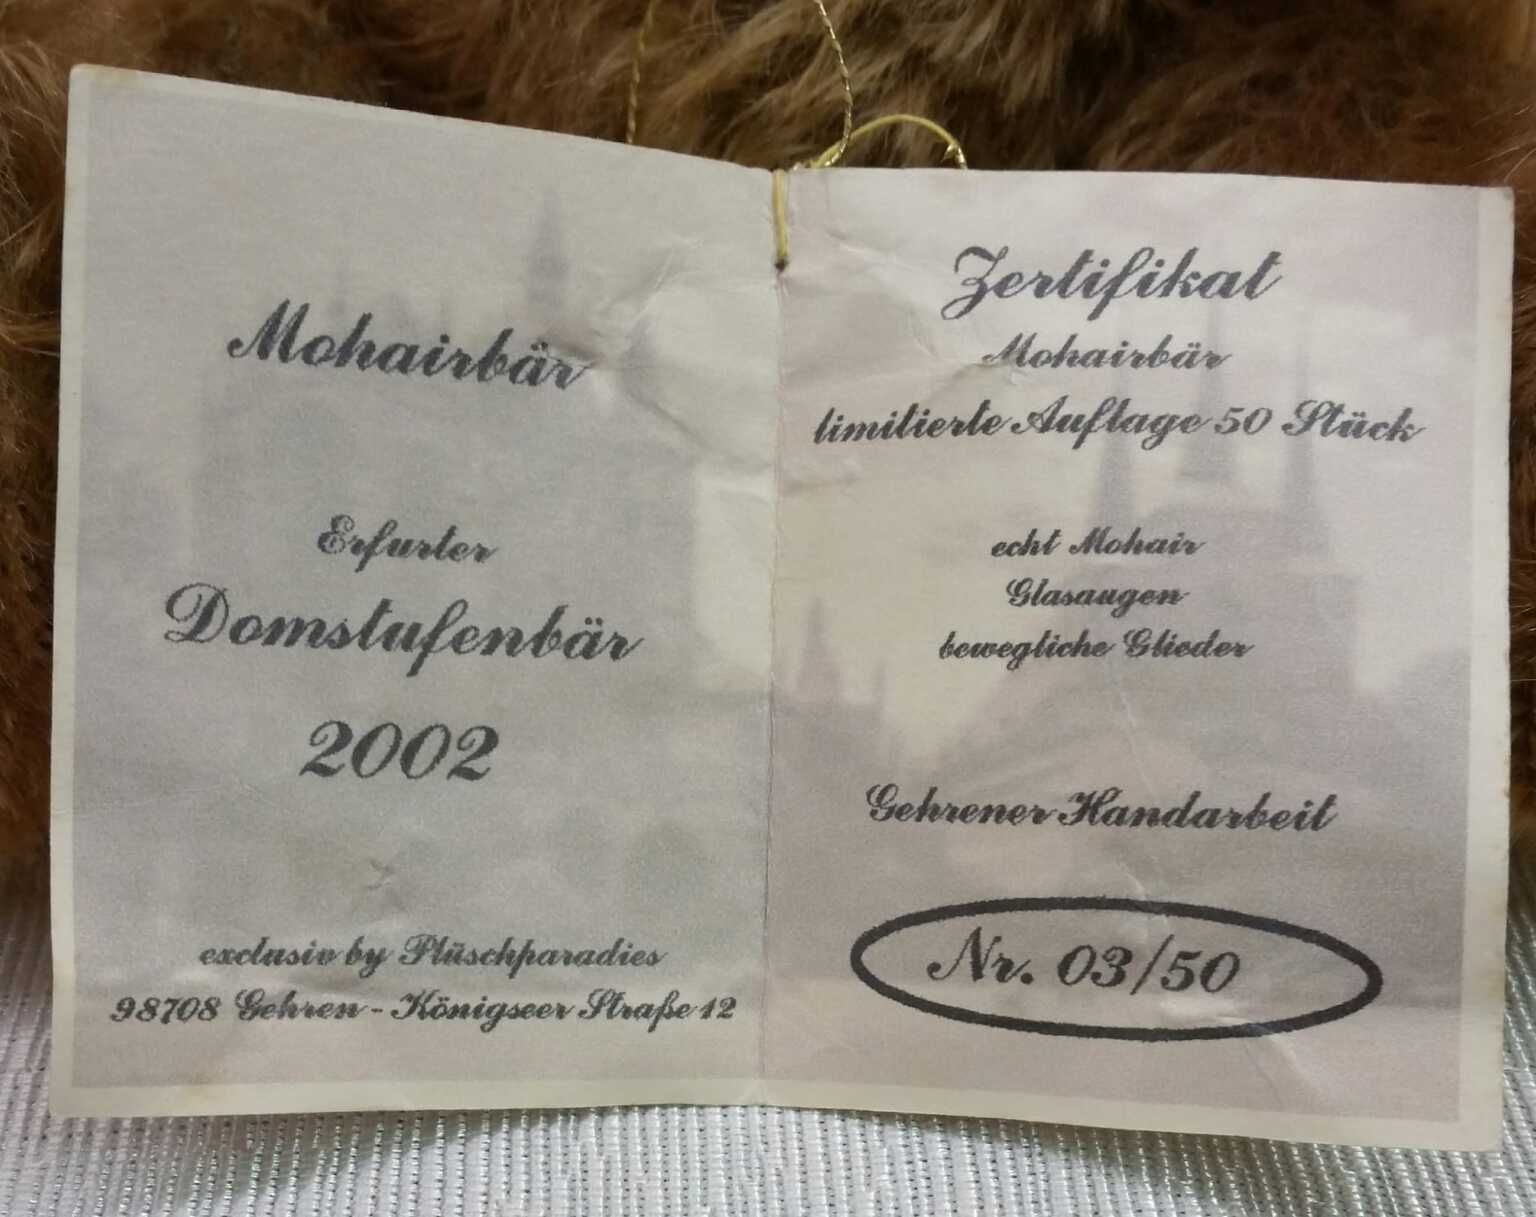 Mohairbär
Erfurter
Domstufenbär
2002
exclusiv by Plüschparadies
98708 Gehren - Königseer Straße 12
Zertifikat
Mohairbär
limitierte Auflage 50 Stück
echt Mohair
Glasaugen
bewegliche Glieder
Gehrener Handarbeit
Nr. 03/50